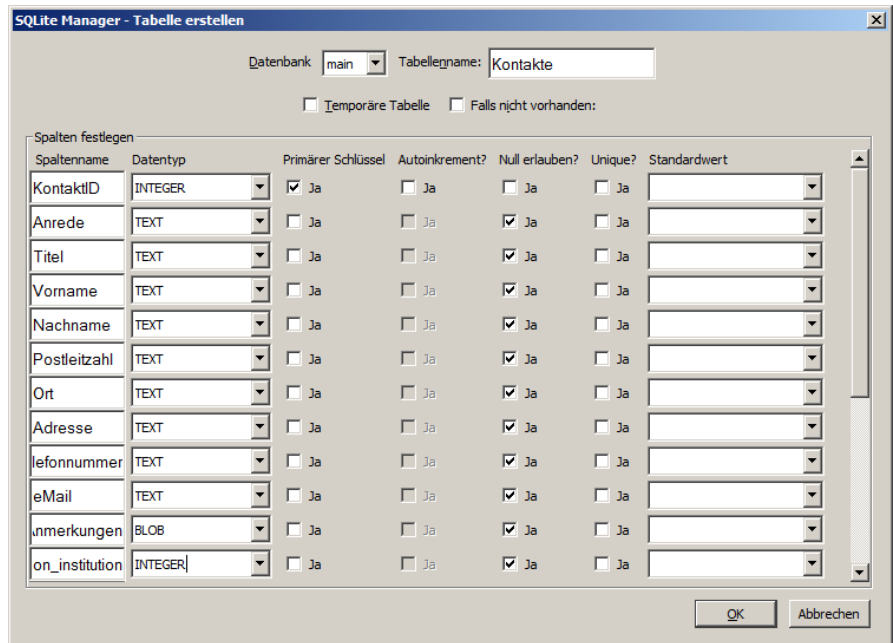 SQLite Manager - Tabelle erstellen
Datenbank main Tabellenname: Kontakte
Temporäre Tabelle Falls nicht vorhanden:
Spalten festlegen
Spaltenname Datentyp Primärer Schlüssel Autoinkrement? Null erlauben? Unique? Standardwert
KontaktID INTEGER Ja Ja Ja Ja
Anrede TEXT Ja Ja Ja Ja
Titel TEXT Ja Ja Ja Ja
Vorname TEXT Ja Ja Ja Ja
Nachname TEXT Ja Ja Ja Ja
Postleitzahl TEXT Ja Ja Ja Ja
Ort TEXT Ja Ja Ja Ja
Adresse TEXT Ja Ja Ja Ja
lefonnummer TEXT Ja Ja Ja Ja
eMail TEXT Ja Ja Ja Ja
nmerkungen BLOB Ja Ja Ja Ja
on_institution INTEGER Ja Ja Ja Ja
OK Abbrechen